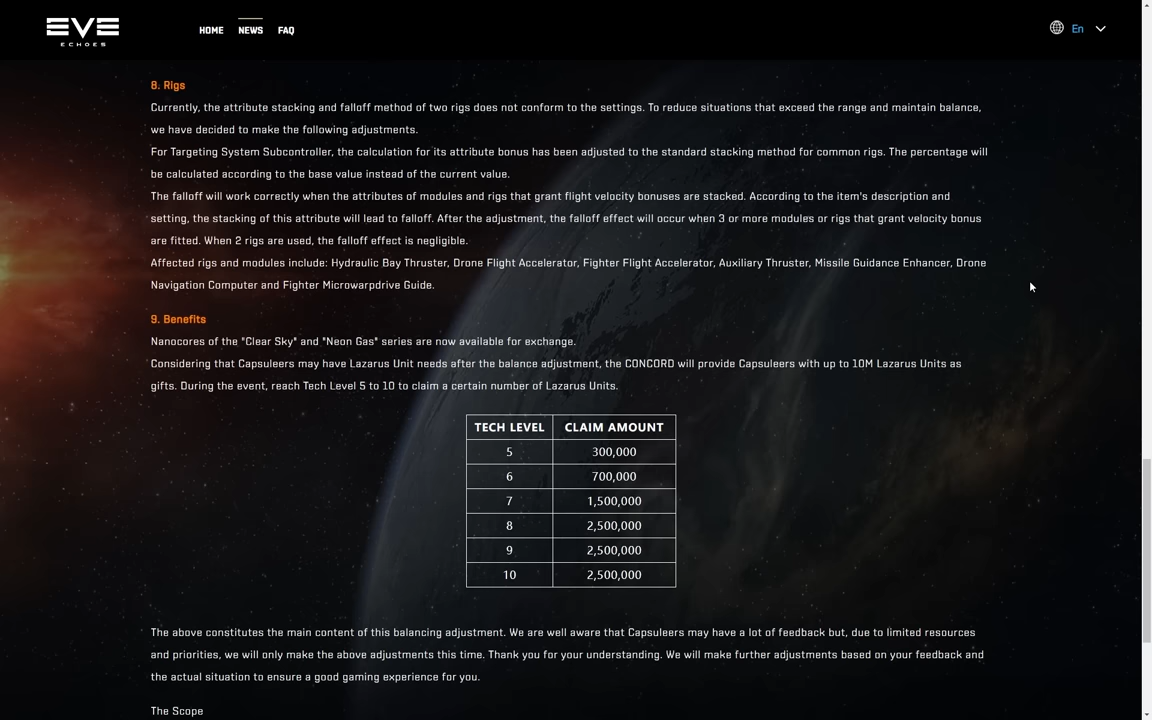 EVE
ECHOES
HOME NEWS FAQ
En
8. Rigs
Currently, the attribute stacking and falloff method of two rigs does not conform to the settings. To reduce situations that exceed the range and maintain balance,
we have decided to make the following adjustments.
For Targeting System Subcontroller, the calculation for its attribute bonus has been adjusted to the standard stacking method for common rigs. The percentage will
be calculated according to the base value instead of the current value.
The falloff will work correctly when the attributes of modules and rigs that grant flight velocity bonuses are stacked. According to the item's description and
setting, the stacking of this attribute will lead to falloff. After the adjustment, the falloff effect will occur when 3 or more modules or rigs that grant velocity bonus
are fitted. When 2 rigs are used, the falloff effect is negligible.
Affected rigs and modules include: Hydraulic Bay Thruster, Drone Flight Accelerator, Fighter Flight Accelerator, Auxiliary Thruster, Missile Guidance Enhancer, Drone
Navigation Computer and Fighter Microwarpdrive Guide.
9. Benefits
Nanocores of the "Clear Sky" and "Neon Gas" series are now available for exchange.
Considering that Capsuleers may have Lazarus Unit needs after the balance adjustment, the CONCORD will provide Capsuleers with up to 10M Lazarus Units as
gifts. During the event, reach Tech Level 5 to 10 to claim a certain number of Lazarus Units.
TECH LEVEL CLAIM AMOUNT
5 300,000
6 700,000
7 1,500,000
8 2,500,000
9 2,500,000
10 2,500,000
The above constitutes the main content of this balancing adjustment. We are well aware that Capsuleers may have a lot of feedback but, due to limited resources
and priorities, we will only make the above adjustments this time. Thank you for your understanding. We will make further adjustments based on your feedback and
the actual situation to ensure a good gaming experience for you.
The Scope